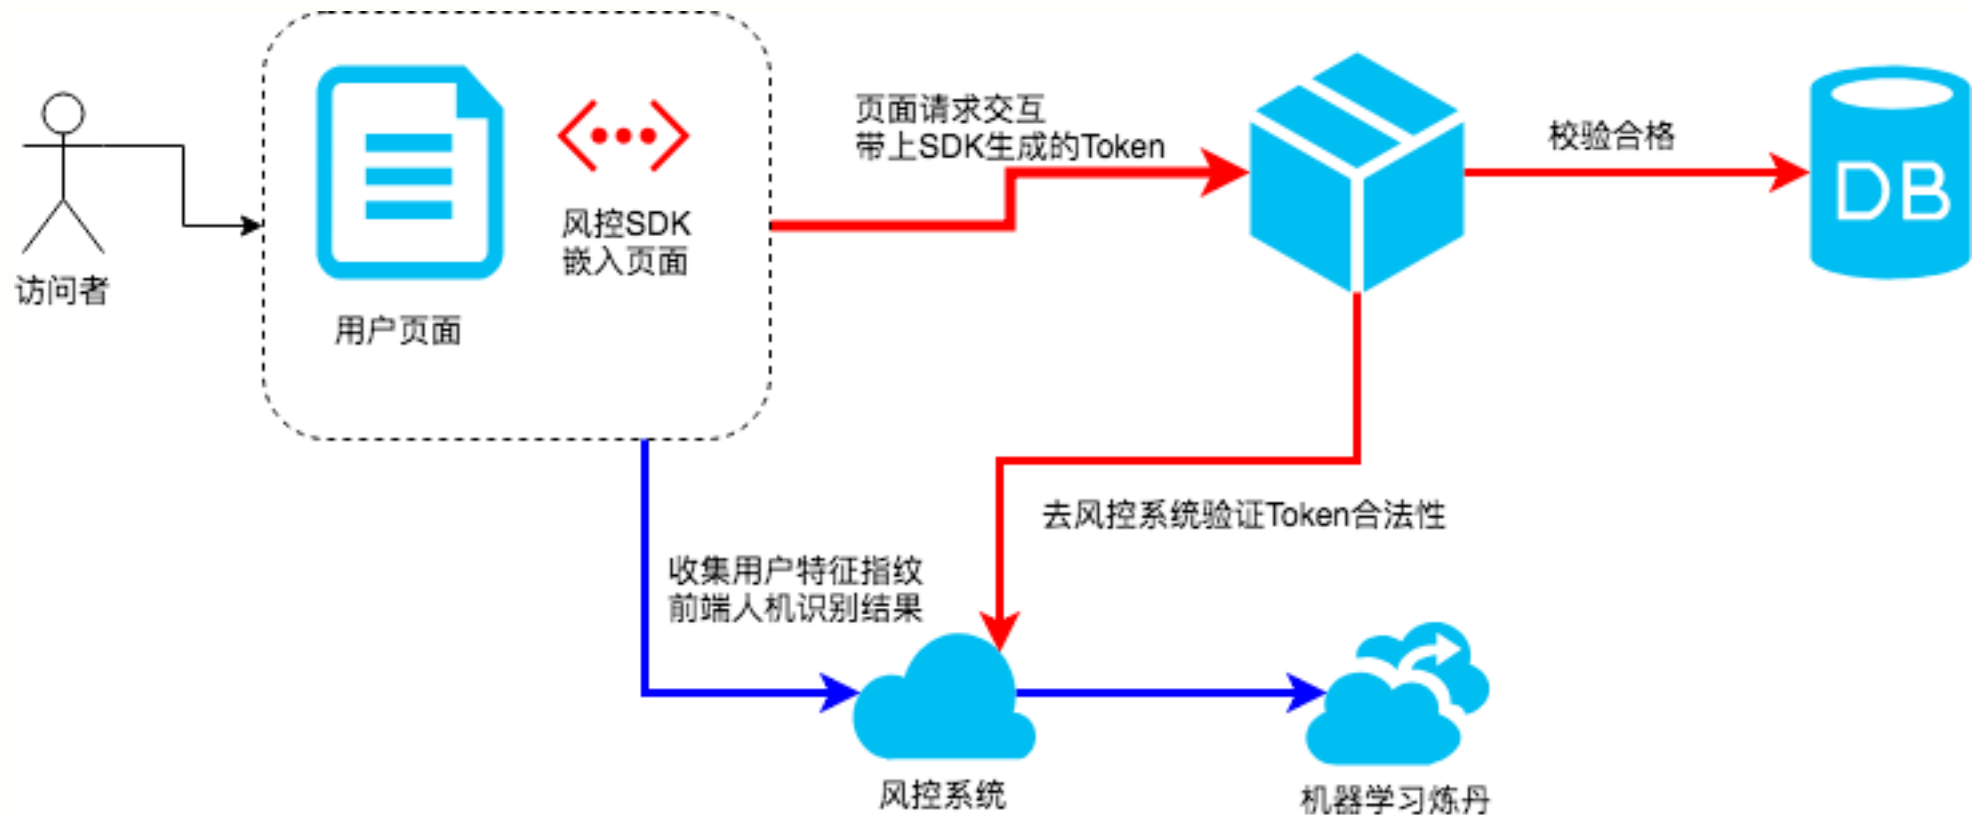 访问者
用户页面
风控SDK
嵌入页面
页面请求交互
带上SDK生成的Token
校验合格
DB
去风控系统验证Token合法性
收集用户特征指纹
前端人机识别结果
风控系统
机器学习炼丹